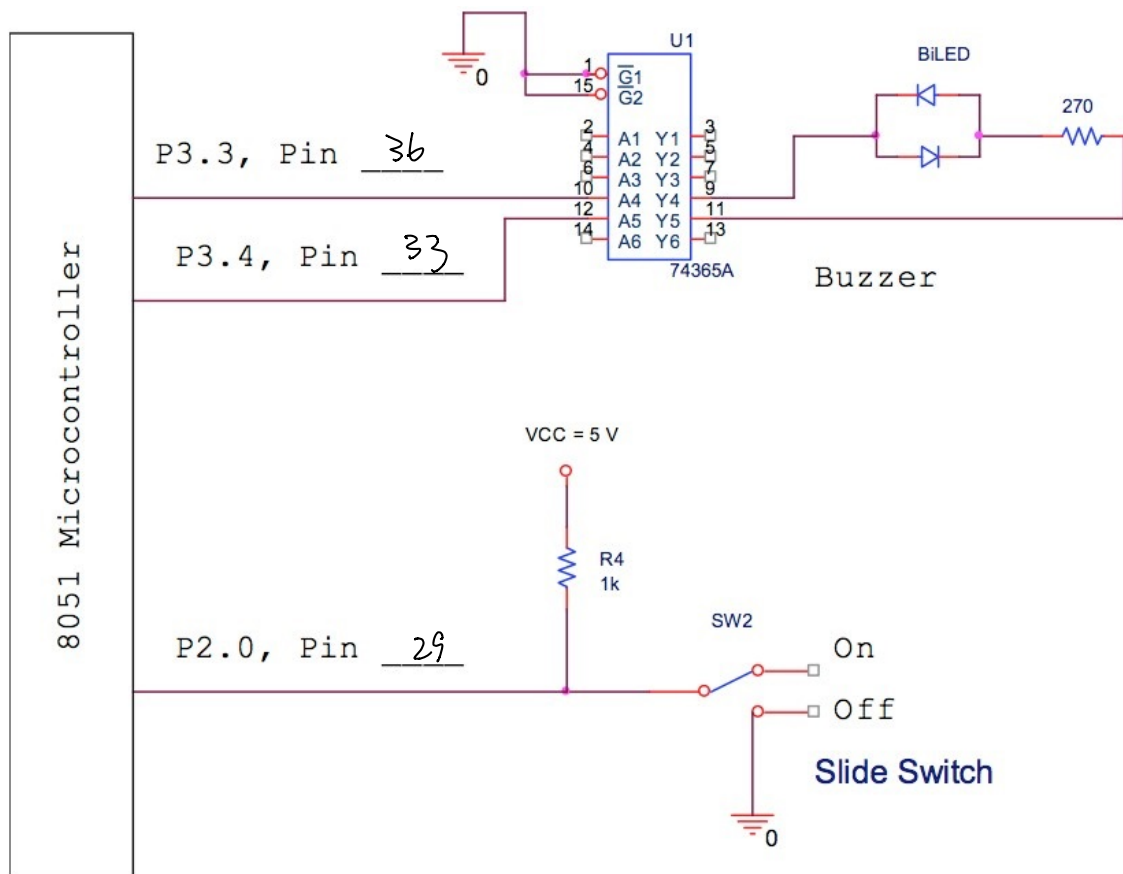 U1
BiLED
0
1 G1
15 G2
270
2 A1 Y1 3
4 A2 Y2 5
6 A3 Y3 7
10 A4 Y4 9
12 A5 Y5 11
14 A6 Y6 13
74365A
P3.3, Pin 36
P3.4, Pin 33
Buzzer
8051 Microcontroller
VCC = 5 V
R4
1k
SW2
P2.0, Pin 29
On
Off
Slide Switch
0